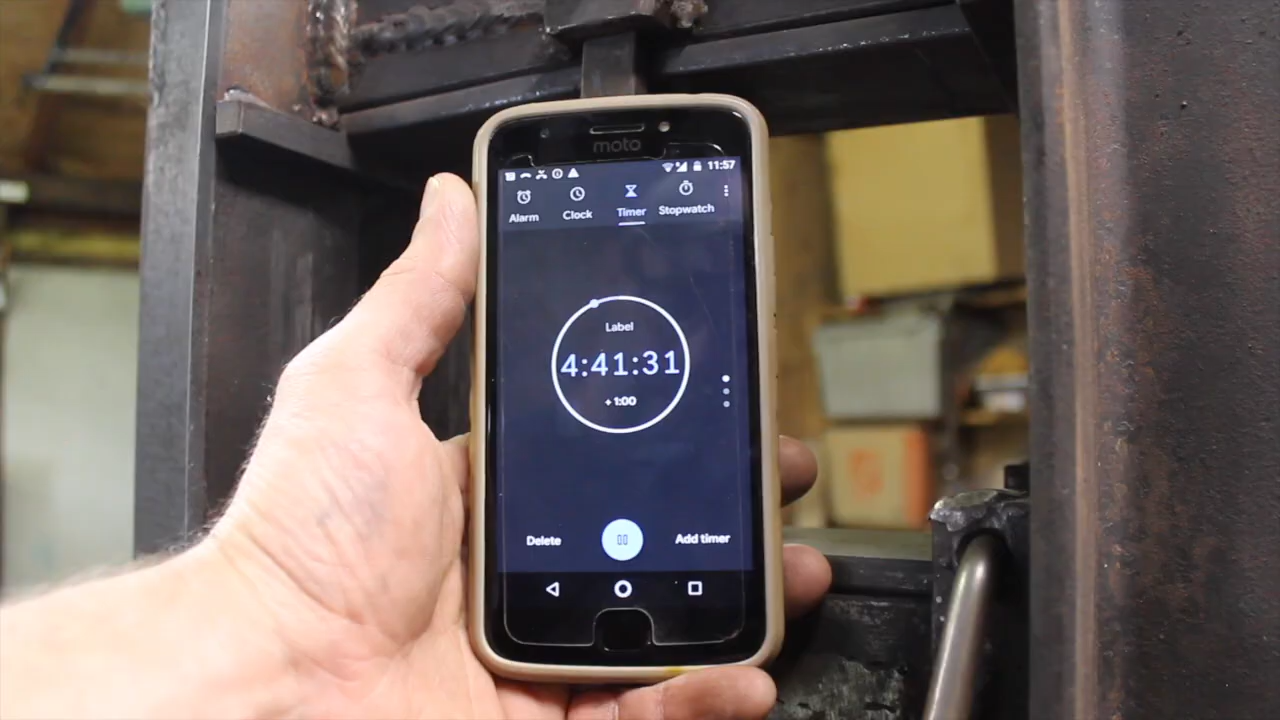 moto
11:57
Alarm Clock Timer Stopwatch
Label
4:41:31
+ 1:00
Delete Add timer